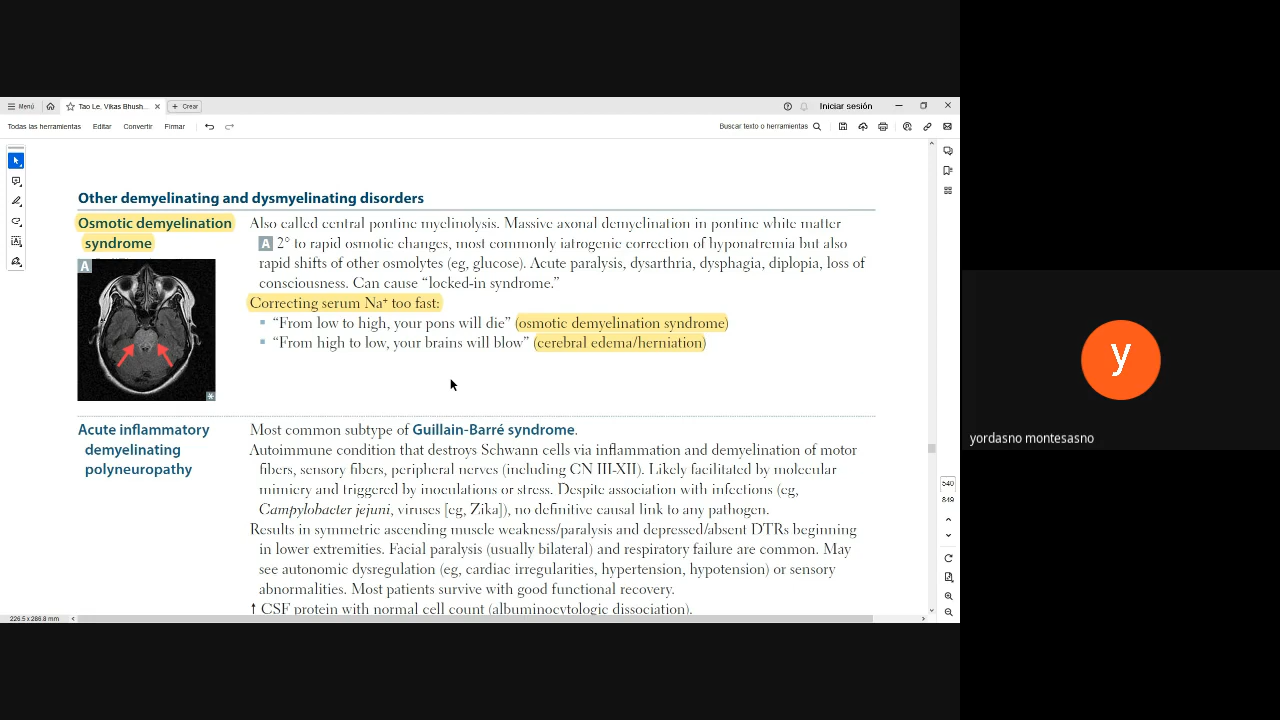 Menú
Tao Le, Vikas Bhush...
Crear
Iniciar sesión
Todas las herramientas Editar Convertir Firmar
Buscar texto o herramientas
Other demyelinating and dysmyelinating disorders
Osmotic demyelination
syndrome
A
Also called central pontine myelinolysis. Massive axonal demyelination in pontine white matter
A 2° to rapid osmotic changes, most commonly iatrogenic correction of hyponatremia but also
rapid shifts of other osmolytes (eg, glucose). Acute paralysis, dysarthria, dysphagia, diplopia, loss of
consciousness. Can cause “locked-in syndrome.”
Correcting serum Na⁺ too fast:
▪ “From low to high, your pons will die” (osmotic demyelination syndrome)
▪ “From high to low, your brains will blow” (cerebral edema/herniation)
Acute inflammatory
demyelinating
polyneuropathy
Most common subtype of Guillain-Barré syndrome.
Autoimmune condition that destroys Schwann cells via inflammation and demyelination of motor
fibers, sensory fibers, peripheral nerves (including CN III-XII). Likely facilitated by molecular
mimicry and triggered by inoculations or stress. Despite association with infections (eg,
Campylobacter jejuni, viruses [eg, Zika]), no definitive causal link to any pathogen.
Results in symmetric ascending muscle weakness/paralysis and depressed/absent DTRs beginning
in lower extremities. Facial paralysis (usually bilateral) and respiratory failure are common. May
see autonomic dysregulation (eg, cardiac irregularities, hypertension, hypotension) or sensory
abnormalities. Most patients survive with good functional recovery.
↑ CSF protein with normal cell count (albuminocytologic dissociation).
540
849
226.5 x 286.8 mm
y
yordasno montesasno